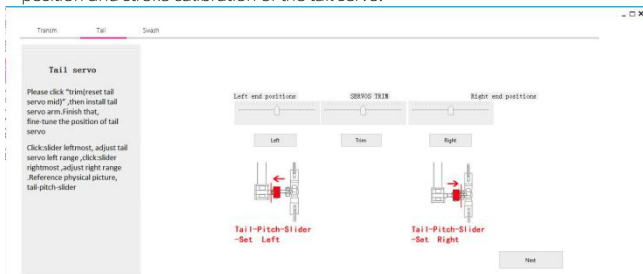 position and stroke calibration of the tail servo.
Transm Tail Swash
Tail servo
Please click "trim(reset tail
servo mid)" ,then install tail
servo arm.Finish that,
fine-tune the position of tail
servo
Click:slider leftmost, adjust tail
servo left range ,click:slider
rightmost ,adjust right range
.Reference physical picture,
tail-pitch-slider
Left end positions SERVOS TRIM Right end positions
Left Trim Right
Tail-Pitch-Slider Tail-Pitch-Slider
-Set Left -Set Right
Next